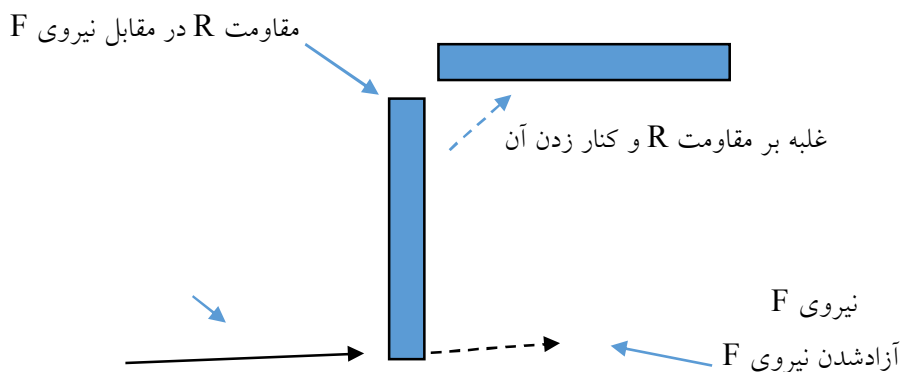 مقاومت R در مقابل نیروی F
غلبه بر مقاومت R و کنار زدن آن
نیروی F
آزادشدن نیروی F